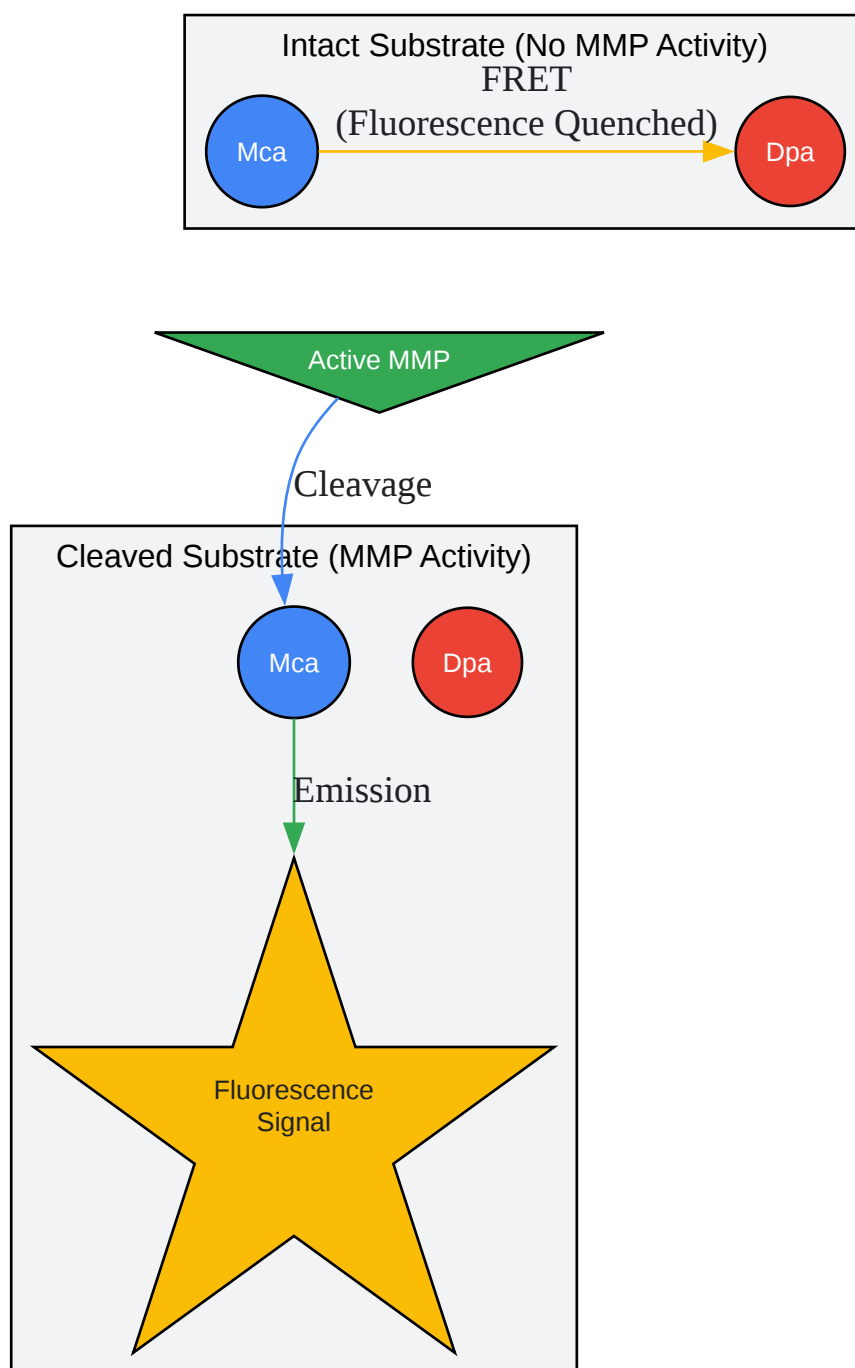 Intact Substrate (No MMP Activity)
FRET
(Fluorescence Quenched)
Mca
Dpa
Active MMP
Cleavage
Cleaved Substrate (MMP Activity)
Mca
Dpa
Emission
Fluorescence
Signal